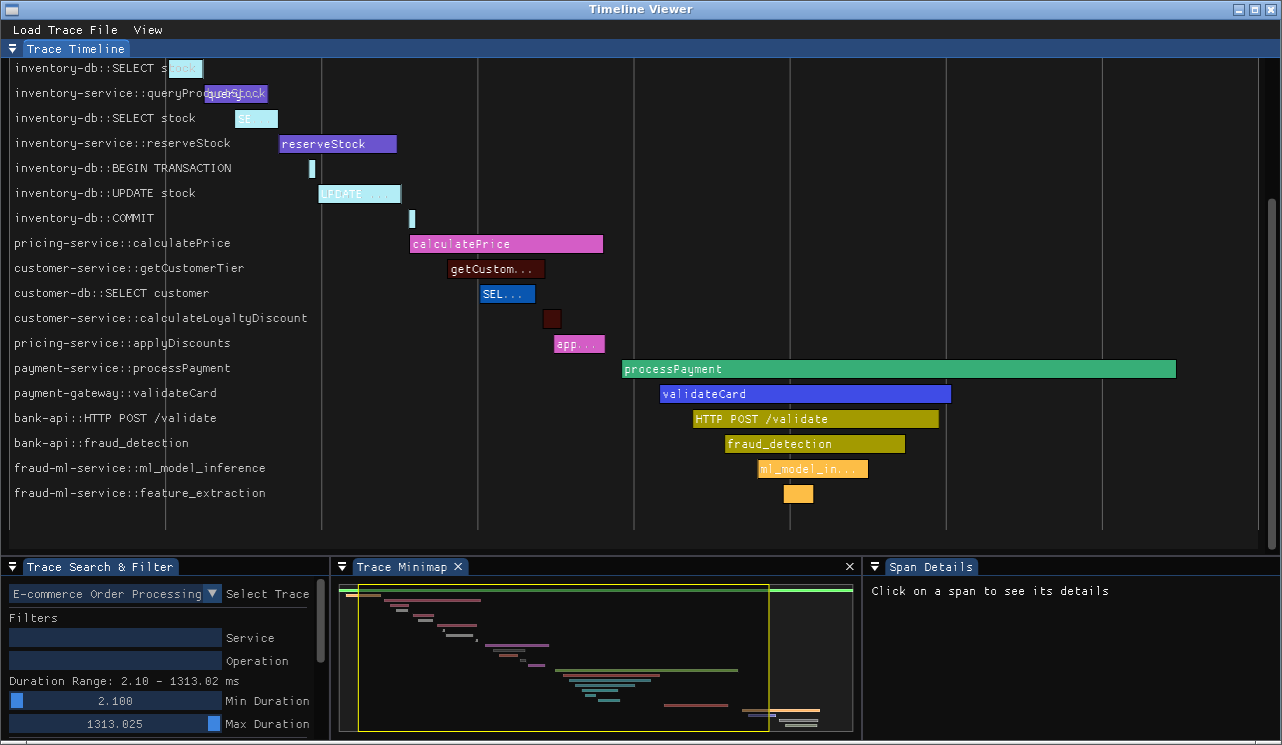 Timeline Viewer
Load Trace File View
Trace Timeline
inventory-db::SELECT stock
inventory-service::queryProductStock query...
inventory-db::SELECT stock SE
inventory-service::reserveStock reserveStock
inventory-db::BEGIN TRANSACTION
inventory-db::UPDATE stock UPDATE ...
inventory-db::COMMIT
pricing-service::calculatePrice calculatePrice
customer-service::getCustomerTier getCustom...
customer-db::SELECT customer SEL...
customer-service::calculateLoyaltyDiscount
pricing-service::applyDiscounts app...
payment-service::processPayment processPayment
payment-gateway::validateCard validateCard
bank-api::HTTP POST /validate HTTP POST /validate
bank-api::fraud_detection fraud_detection
fraud-ml-service::ml_model_inference ml_model_in...
fraud-ml-service::feature_extraction
Trace Search & Filter
E-commerce Order Processing Select Trace
Filters
Service
Operation
Duration Range: 2.10 - 1313.02 ms
2.100 Min Duration
1313.025 Max Duration
Trace Minimap
Span Details
Click on a span to see its details